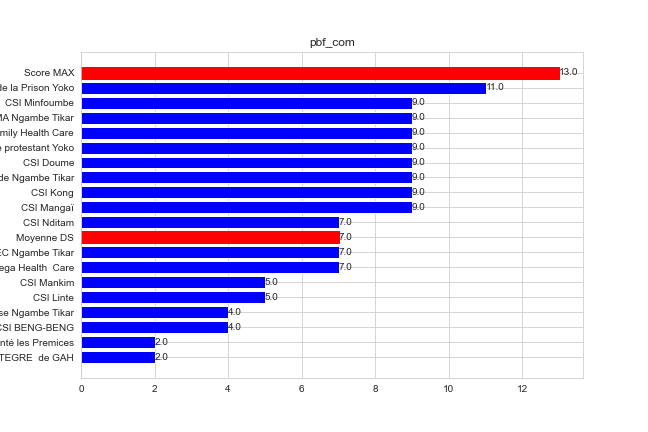 pbf_com
Score MAX 13.0
de la Prison Yoko 11.0
CSI Minfoumbe 9.0
MA Ngambe Tikar 9.0
mily Health Care 9.0
protestant Yoko 9.0
CSI Doume 9.0
de Ngambe Tikar 9.0
CSI Kong 9.0
CSI Mangaï 9.0
CSI Nditam 7.0
Moyenne DS 7.0
EC Ngambe Tikar 7.0
ega Health Care 7.0
CSI Mankim 5.0
CSI Linte 5.0
se Ngambe Tikar 4.0
CSI BENG-BENG 4.0
nté les Premices 2.0
TEGRE de GAH 2.0
0 2 4 6 8 10 12